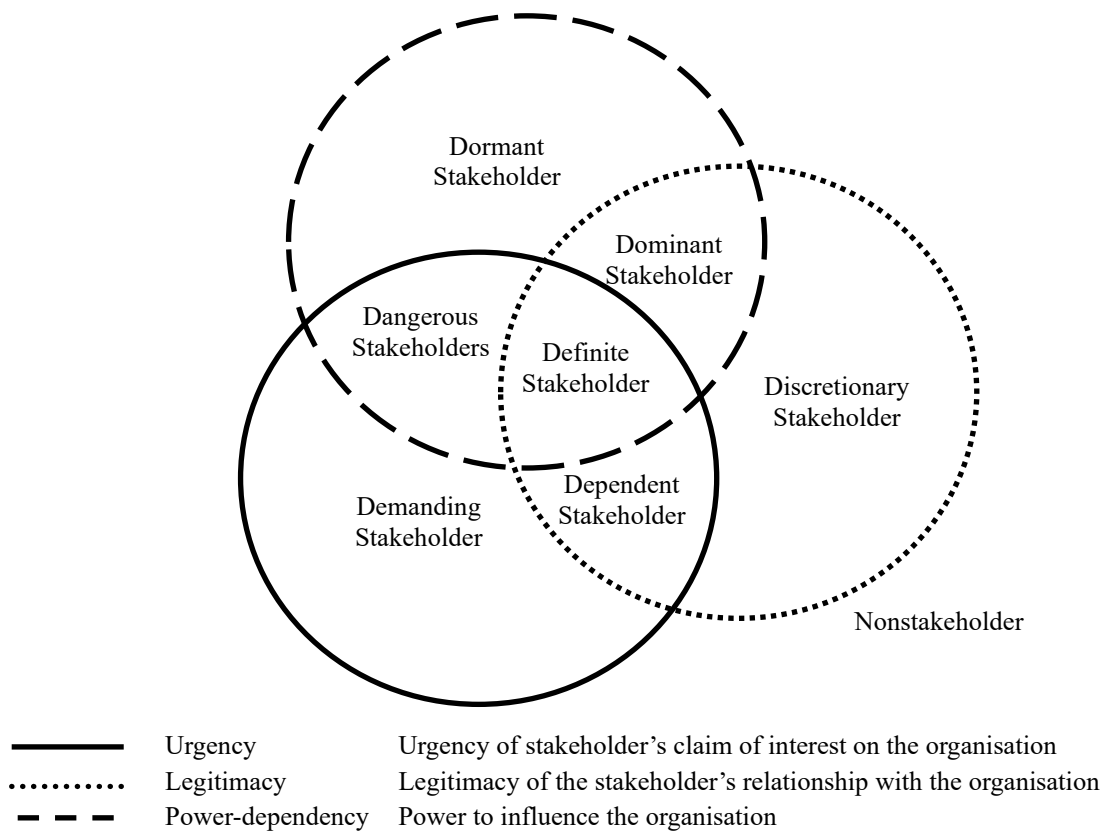 Dormant
Stakeholder
Dominant
Stakeholder
Dangerous
Stakeholders
Definite
Stakeholder
Discretionary
Stakeholder
Dependent
Stakeholder
Demanding
Stakeholder
Nonstakeholder
Urgency Urgency of stakeholder’s claim of interest on the organisation
Legitimacy Legitimacy of the stakeholder’s relationship with the organisation
Power-dependency Power to influence the organisation